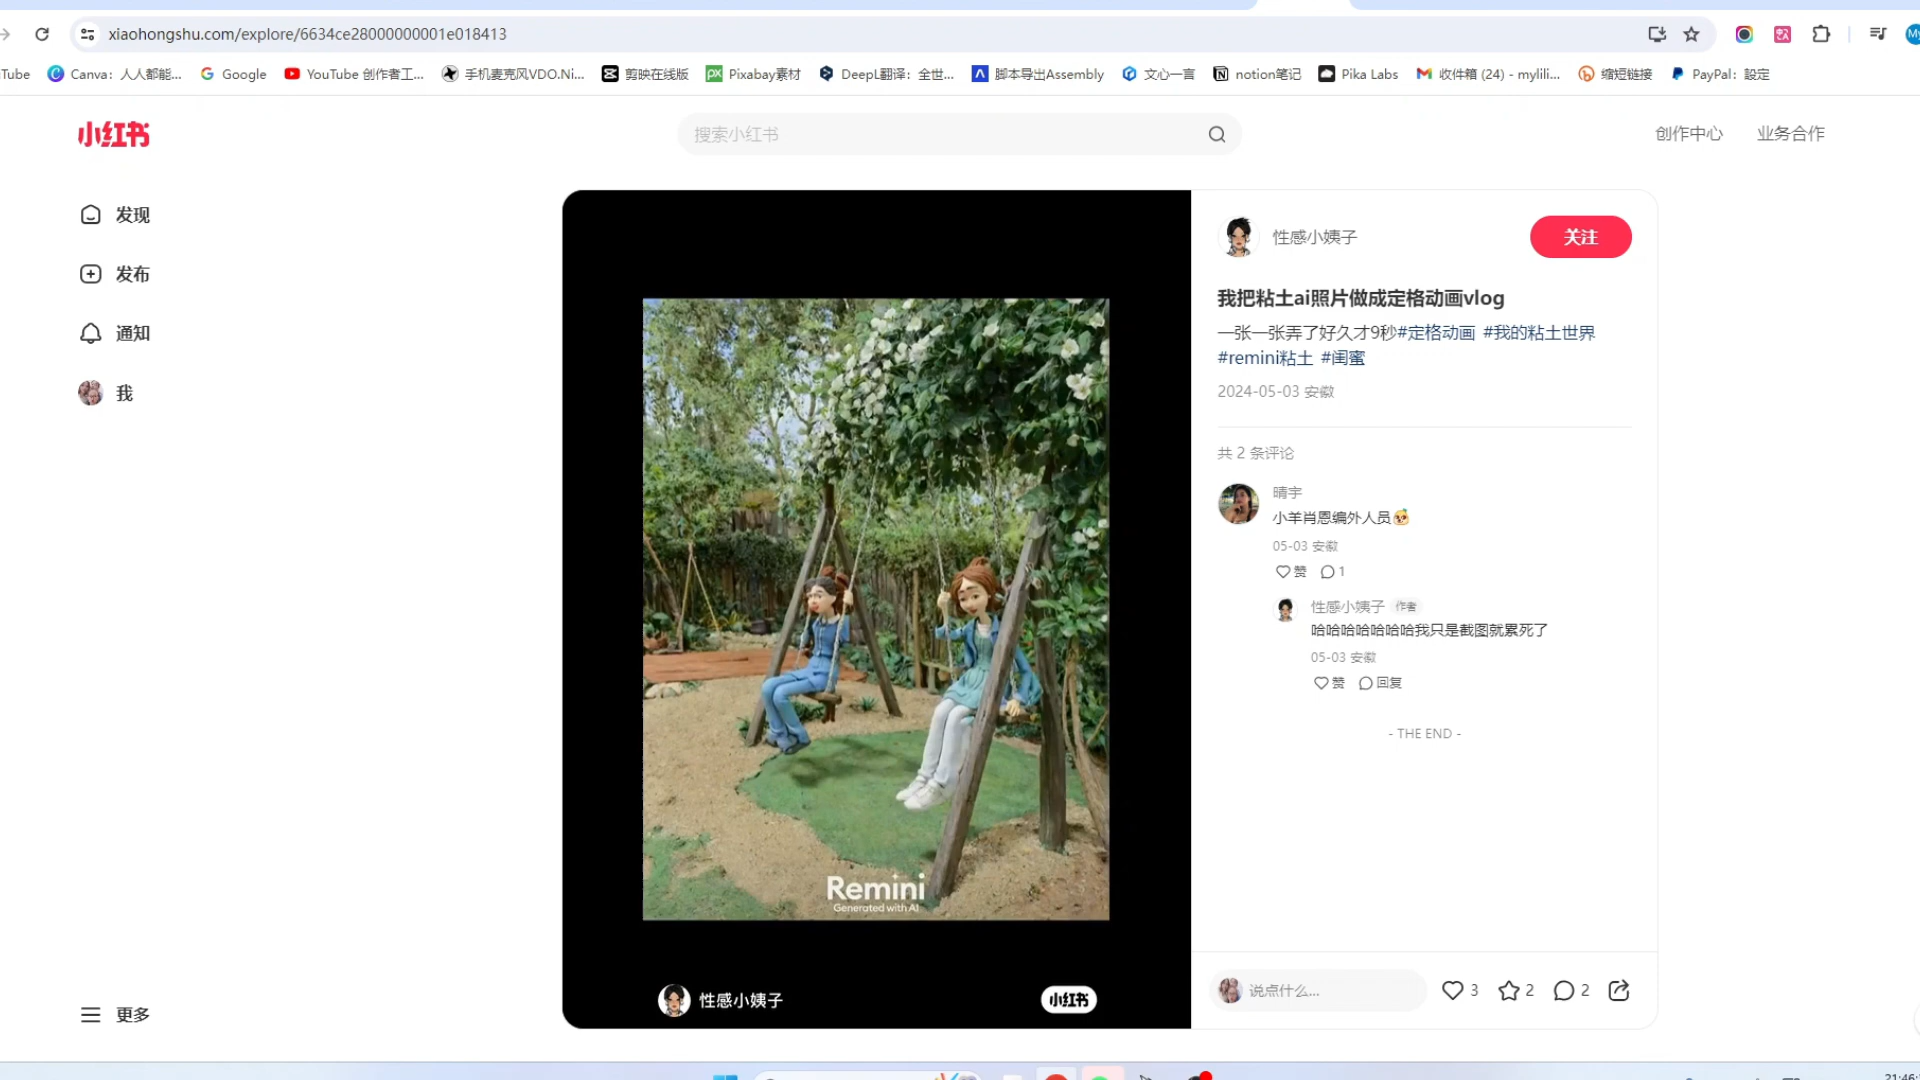 xiaohongshu.com/explore/6634ce28000000001e018413
Tube
Canva：人人都能...
Google
YouTube 创作者工...
手机麦克风VDO.Ni...
剪映在线版
Pixabay素材
DeepL翻译：全世...
脚本导出Assembly
文心一言
notion笔记
Pika Labs
收件箱 (24) - mylili...
缩短链接
PayPal：設定
小红书
搜索小红书
创作中心
业务合作
发现
发布
通知
我
更多
Remini
Generated with AI
性感小姨子
小红书
性感小姨子
关注
我把粘土ai照片做成定格动画vlog
一张一张弄了好久才9秒#定格动画 #我的粘土世界
#remini粘土 #闺蜜
2024-05-03 安徽
共 2 条评论
晴宇
小羊肖恩编外人员
05-03 安徽
赞 1
性感小姨子 作者
哈哈哈哈哈哈哈我只是截图就累死了
05-03 安徽
赞 回复
- THE END -
说点什么...
3 2 2